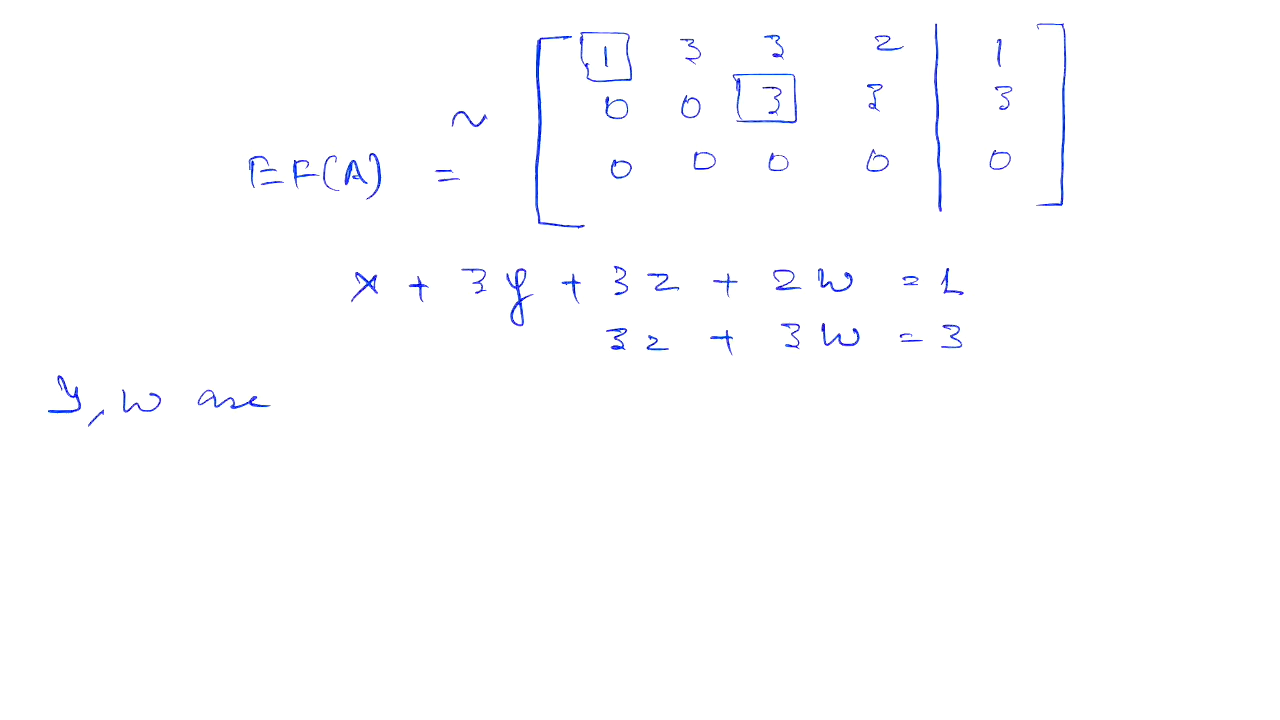 1 3 3 2 | 1
~ 0 0 3 3 | 3
EF(A) = 0 0 0 0 | 0
x + 3y + 3z + 2w = 1
3z + 3w = 3
y, w are